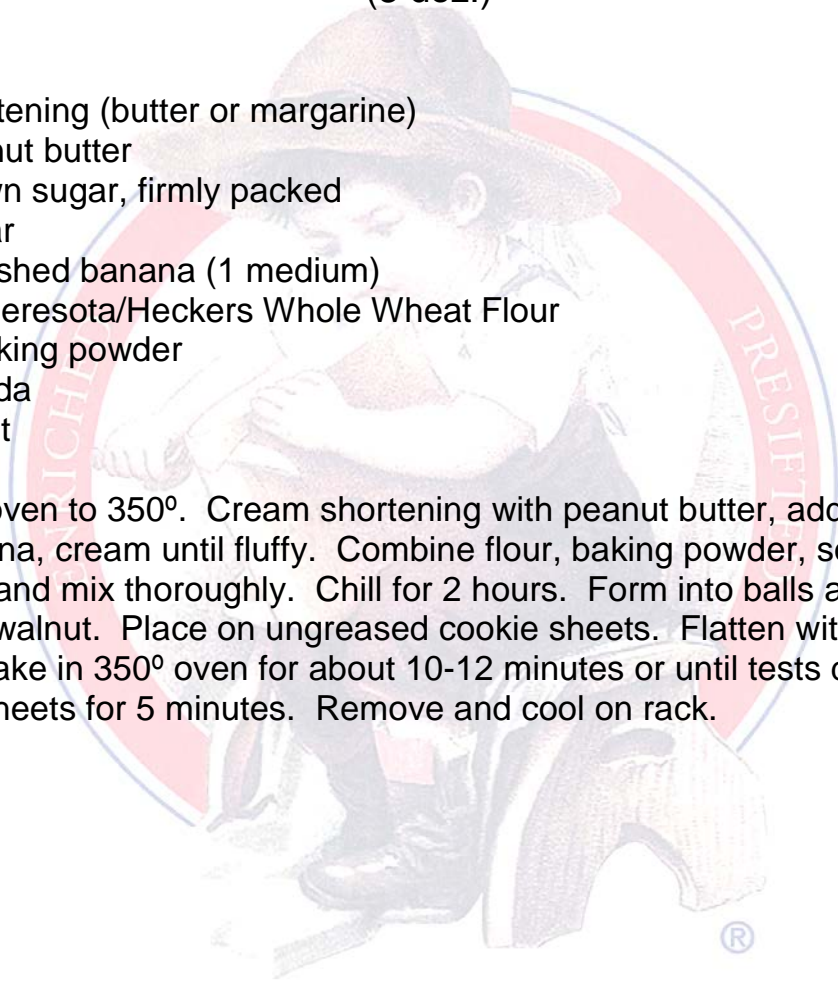 tening (butter or margarine)
nut butter
vn sugar, firmly packed
ar
shed banana (1 medium)
eresota/Heckers Whole Wheat Flour
king powder
da
t
oven to 350º. Cream shortening with peanut butter, add
na, cream until fluffy. Combine flour, baking powder, so
and mix thoroughly. Chill for 2 hours. Form into balls a
walnut. Place on ungreased cookie sheets. Flatten wit
ake in 350º oven for about 10-12 minutes or until tests
heets for 5 minutes. Remove and cool on rack.
ENRICHED
PRESIFTED
®